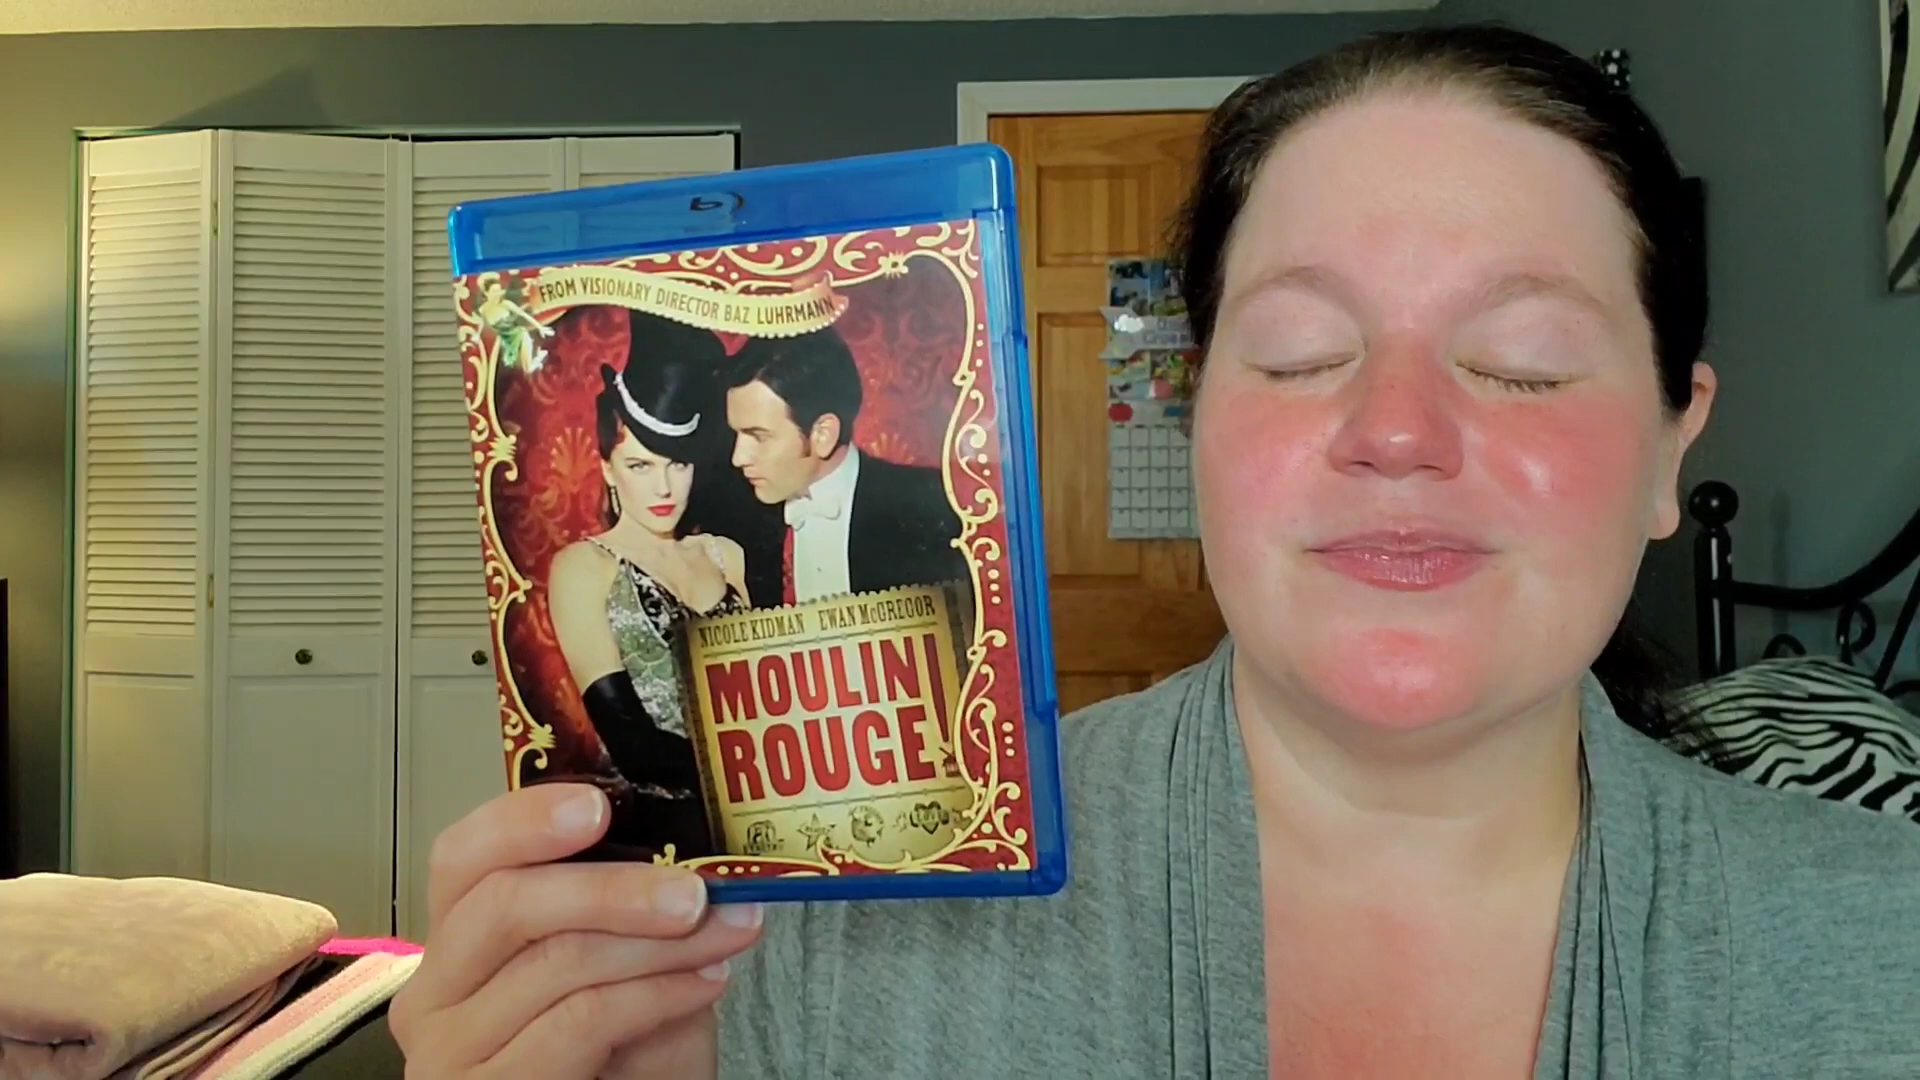 FROM VISIONARY DIRECTOR BAZ LUHRMANN
NICOLE KIDMAN EWAN McGREGOR
MOULIN
ROUGE!